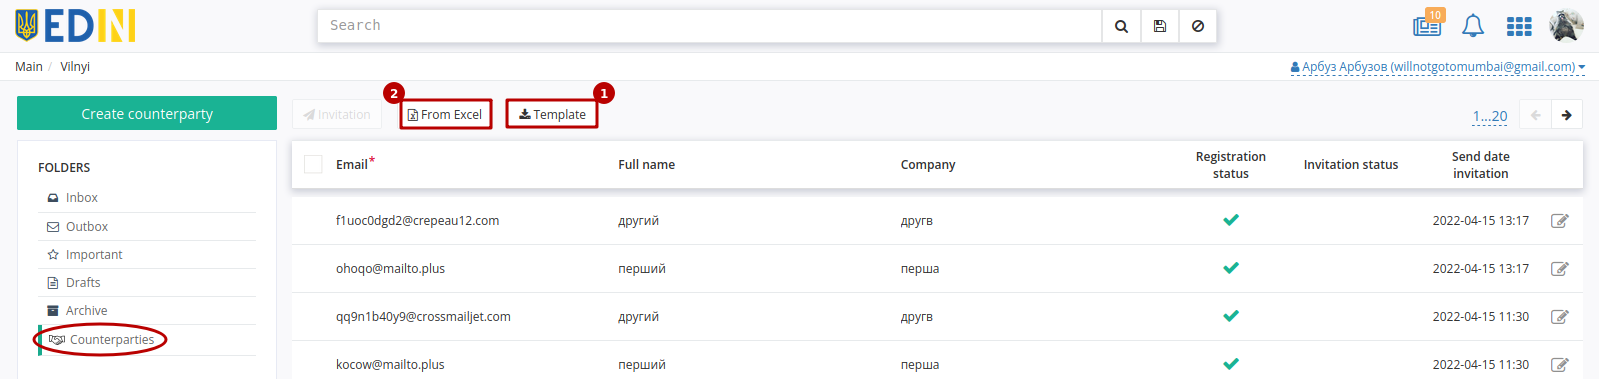 EDIN
Search
10
Main / Vilnyi
Арбуз Арбузов (willnotgotomumbai@gmail.com)
Create counterparty
Invitation
2
From Excel
1
Template
1...20
FOLDERS
Inbox
Outbox
Important
Drafts
Archive
Counterparties
Email* Full name Company Registration status Invitation status Send date invitation
f1uoc0dgd2@crepeau12.com другий другв 2022-04-15 13:17
ohoqo@mailto.plus перший перша 2022-04-15 13:17
qq9n1b40y9@crossmailjet.com другий другв 2022-04-15 11:30
kocow@mailto.plus перший перша 2022-04-15 11:30